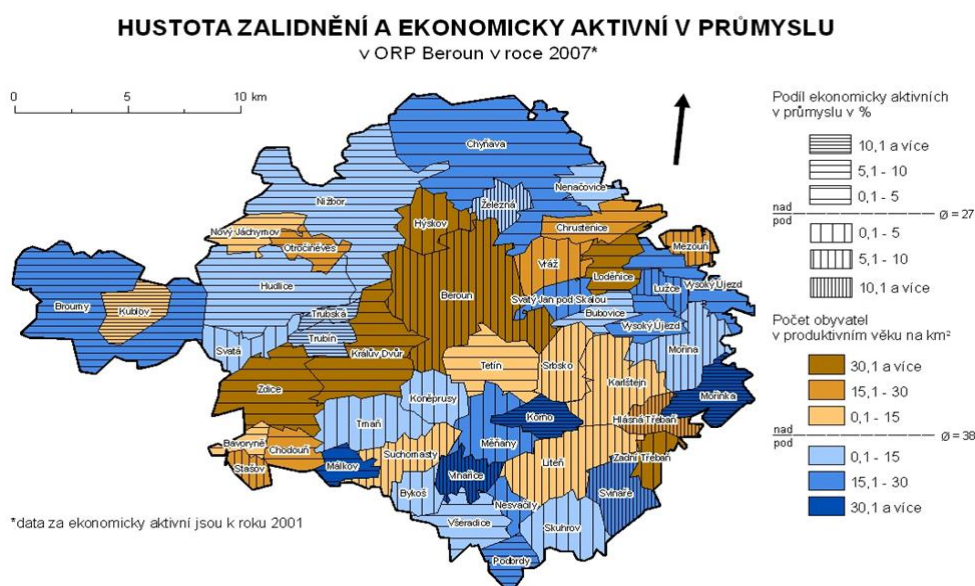 HUSTOTA ZALIDNĚNÍ A EKONOMICKY AKTIVNÍ V PRŮMYSLU
v ORP Beroun v roce 2007*
0 5 10 km
Chyňava
Nenačovice
Železná
Nižbor
Hýskov
Chrustěnice
Nový Jáchymov
Otročiněves
Mezouň
Vráž
Loděnice
Beroun
Hudlice
Lužce
Vysoký Újezd
Svatý Jan pod Skalou
Broumy
Kublov
Trubská
Bubovice
Vysoký Újezd
Trubín
Svatá
Králův Dvůr
Mořina
Tetín
Srbsko
Karlštejn
Zdice
Koněprusy
Mořinka
Korno
Hlásná Třebaň
Tmaň
Měňany
Bavoryně
Chodouň
Suchomasty
Zadní Třebaň
Stašov
Málkov
Liteň
Vinařice
Svinaře
Bykoš
Nesvačily
Všeradice
Skuhrov
Podbrdy
*data za ekonomicky aktivní jsou k roku 2001
Podíl ekonomicky aktivních
v průmyslu v %
10,1 a více
5,1 - 10
0,1 - 5
nad
pod
Ø = 27
0,1 - 5
5,1 - 10
10,1 a více
Počet obyvatel
v produktivním věku na km²
30,1 a více
15,1 - 30
0,1 - 15
nad
pod
Ø = 38
0,1 - 15
15,1 - 30
30,1 a více